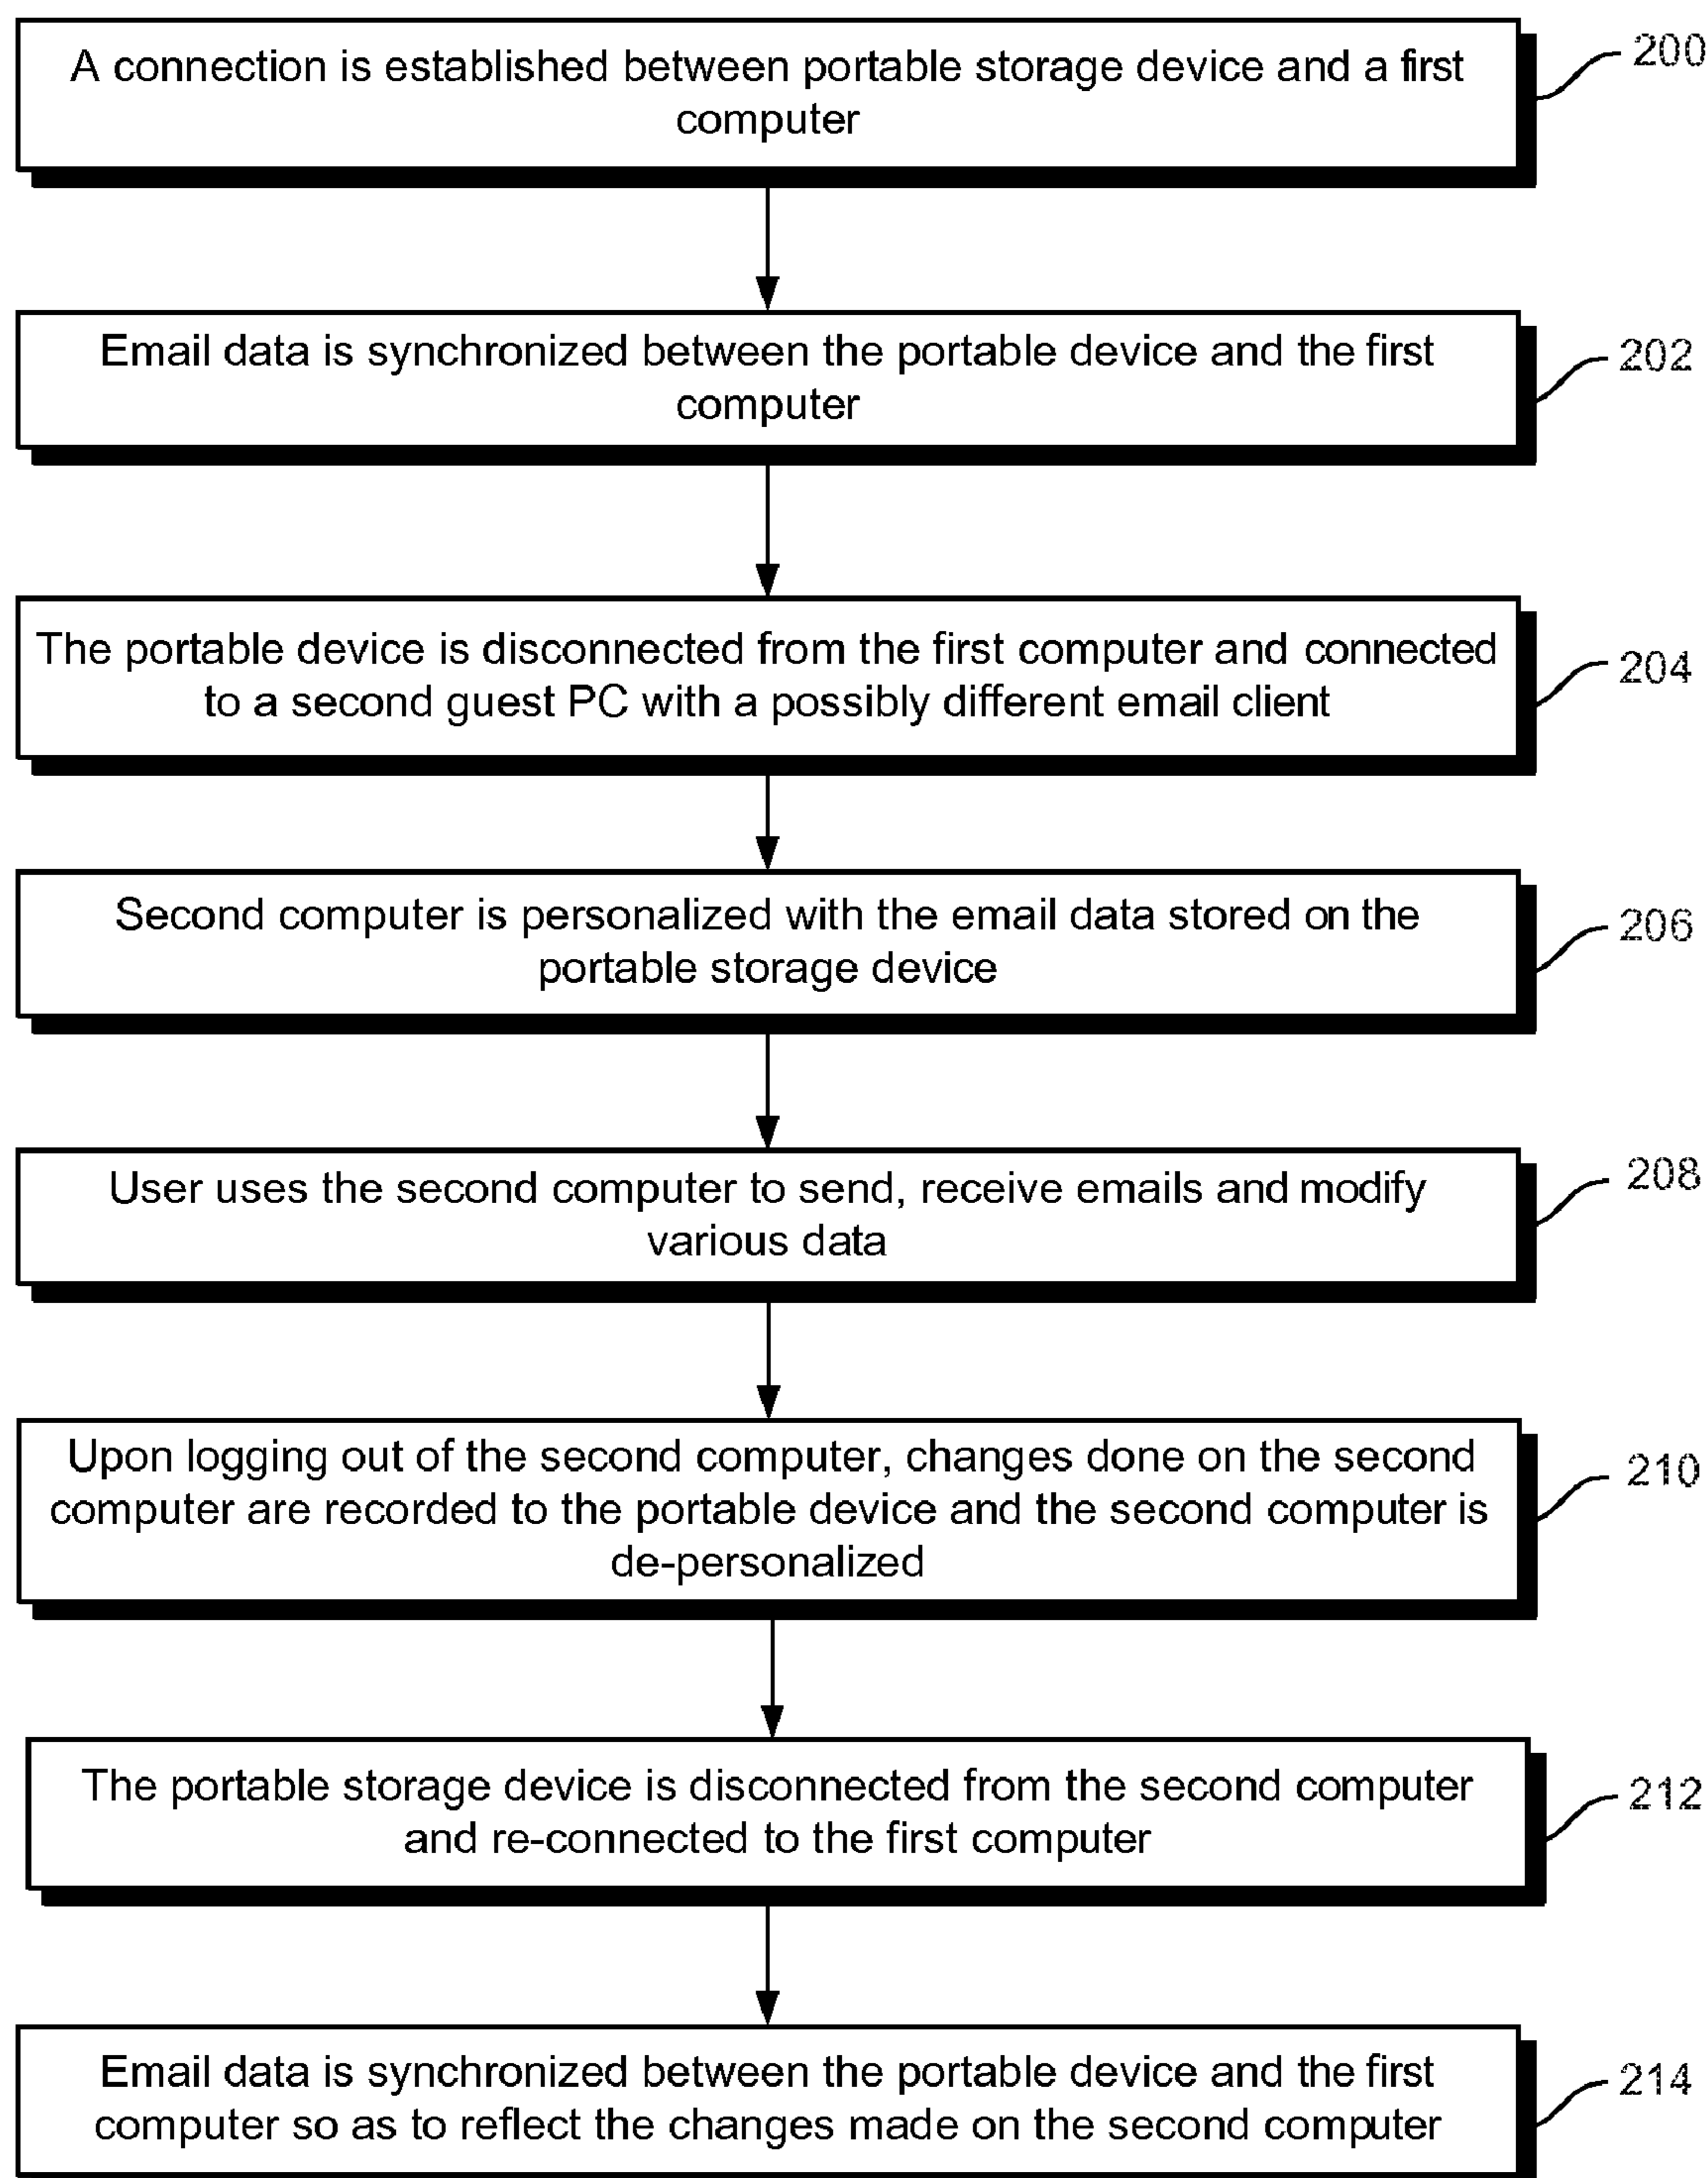 A connection is established between portable storage device and a first
computer
200
Email data is synchronized between the portable device and the first
computer
202
The portable device is disconnected from the first computer and connected
to a second guest PC with a possibly different email client
204
Second computer is personalized with the email data stored on the
portable storage device
206
User uses the second computer to send, receive emails and modify
various data
208
Upon logging out of the second computer, changes done on the second
computer are recorded to the portable device and the second computer is
de-personalized
210
The portable storage device is disconnected from the second computer
and re-connected to the first computer
212
Email data is synchronized between the portable device and the first
computer so as to reflect the changes made on the second computer
214